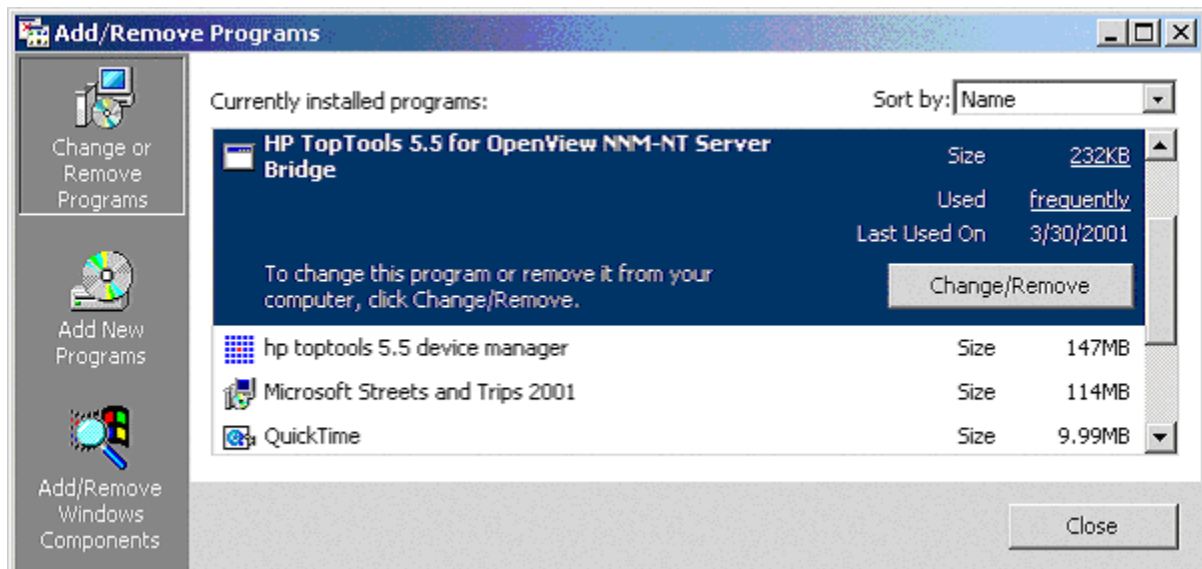 Add/Remove Programs
Change or
Remove
Programs
Add New
Programs
Add/Remove
Windows
Components
Currently installed programs:
Sort by: Name
HP TopTools 5.5 for OpenView NNM-NT Server
Bridge
Size 232KB
Used frequently
Last Used On 3/30/2001
To change this program or remove it from your
computer, click Change/Remove.
Change/Remove
hp toptools 5.5 device manager Size 147MB
Microsoft Streets and Trips 2001 Size 114MB
QuickTime Size 9.99MB
Close